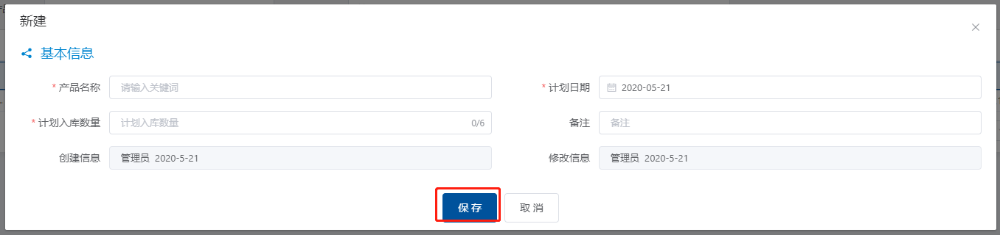 新建
基本信息
* 产品名称 请输入关键词 * 计划日期 2020-05-21
* 计划入库数量 计划入库数量 0/6 备注 备注
创建信息 管理员 2020-5-21 修改信息 管理员 2020-5-21
保存 取消